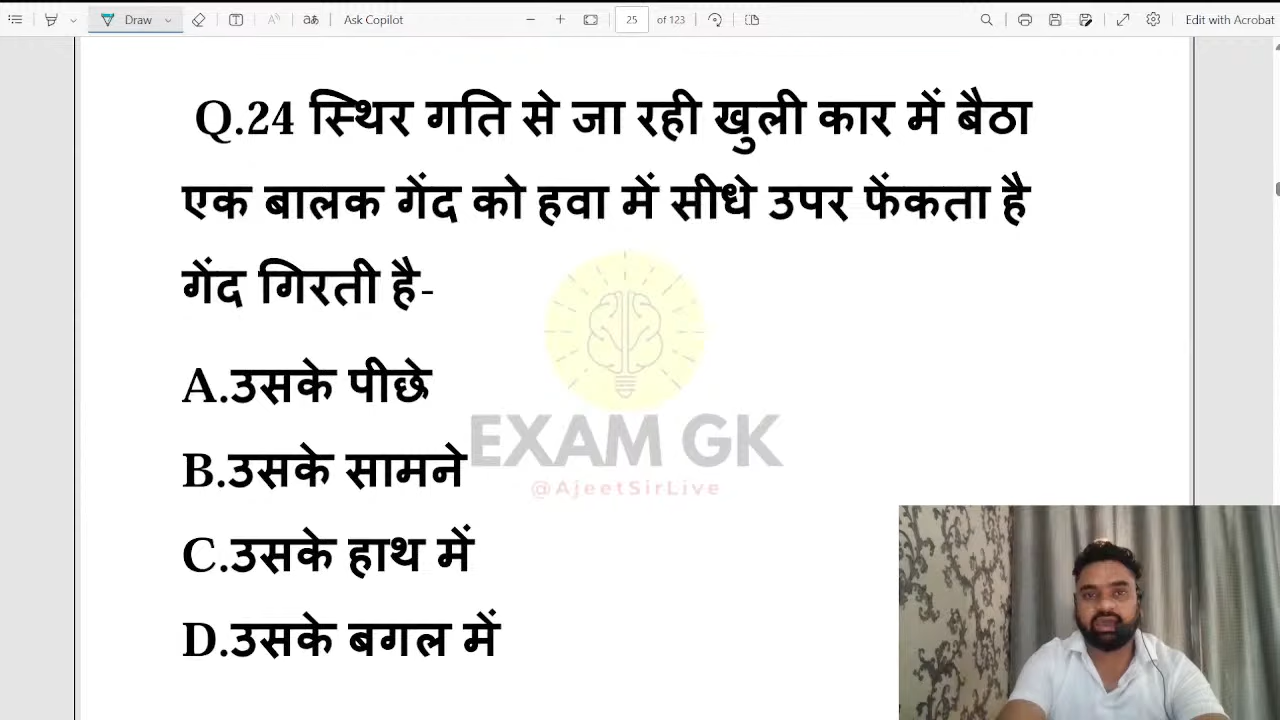 Draw
Ask Copilot
25 of 123
Edit with Acrobat
Q.24 स्थिर गति से जा रही खुली कार में बैठा
एक बालक गेंद को हवा में सीधे उपर फेंकता है
गेंद गिरती है-
A.उसके पीछे
B.उसके सामने
C.उसके हाथ में
D.उसके बगल में
EXAM GK
@AjeetSirLive